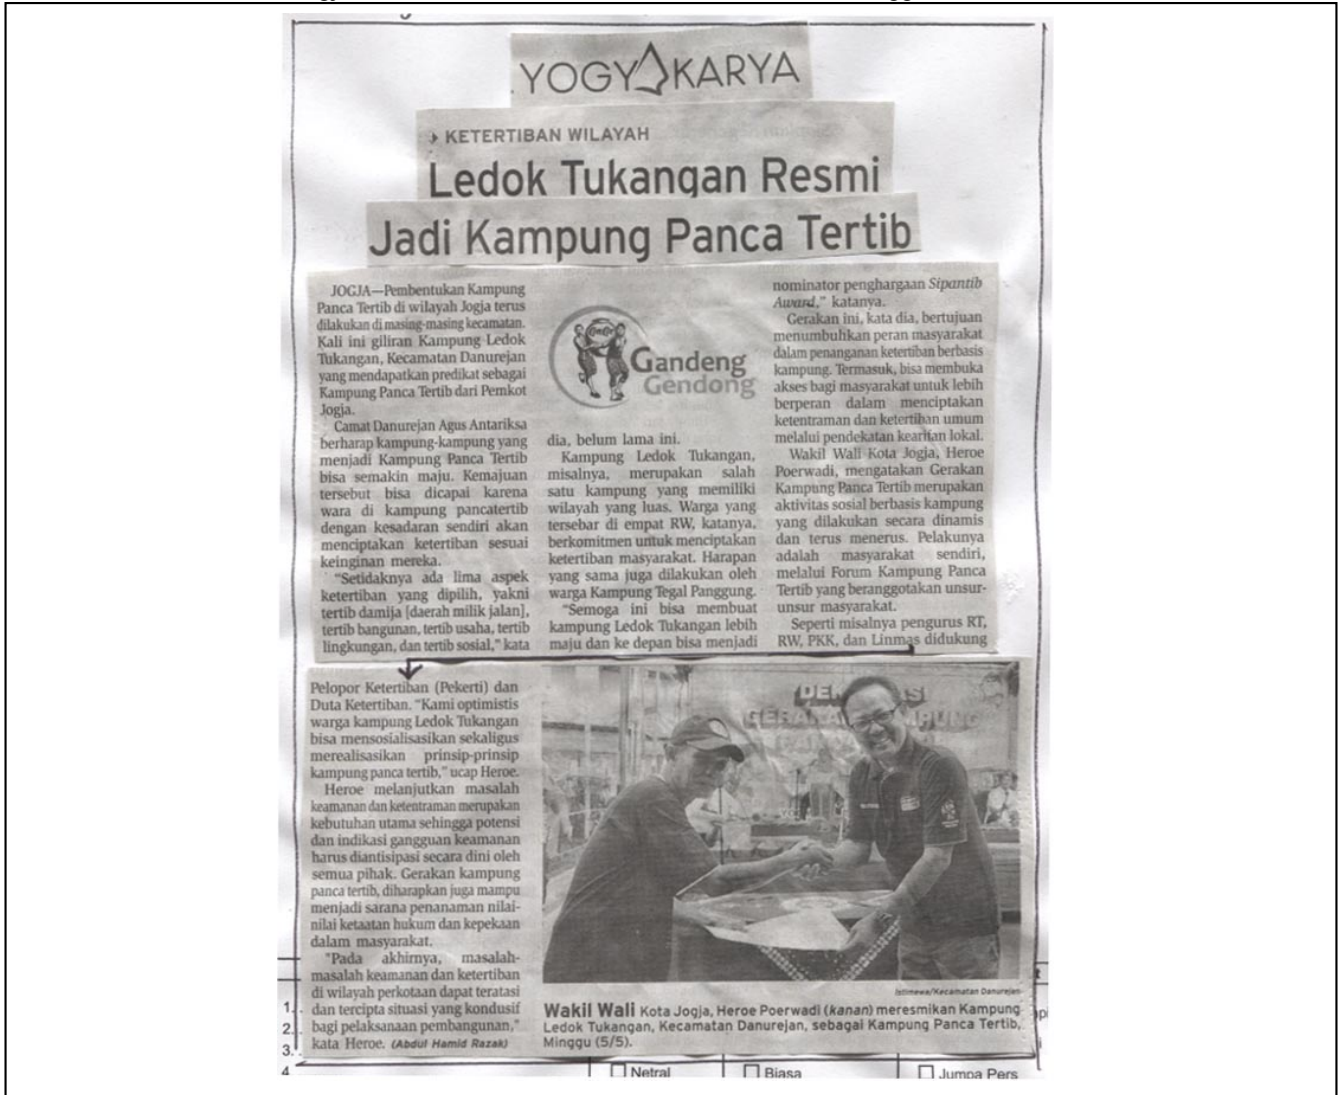 YOGYAKARYA
KETERTIBAN WILAYAH
Ledok Tukangan Resmi
Jadi Kampung Panca Tertib
JOGJA—Pembentukan Kampung
Panca Tertib di wilayah Jogja terus
dilakukan di masing-masing kecamatan.
Kali ini giliran Kampung Ledok
Tukangan, Kecamatan Danurejan
yang mendapatkan predikat sebagai
Kampung Panca Tertib dari Pemkot
Jogja.
Camat Danurejan Agus Antariksa
berharap kampung-kampung yang
menjadi Kampung Panca Tertib
bisa semakin maju. Kemajuan
tersebut bisa dicapai karena
wara di kampung pancatertib
dengan kesadaran sendiri akan
menciptakan ketertiban sesuai
keinginan mereka.
"Setidaknya ada lima aspek
ketertiban yang dipilih, yakni
tertib damija [daerah milik jalan],
tertib bangunan, tertib usaha, tertib
lingkungan, dan tertib sosial," kata
Gandeng
Gendong
dia, belum lama ini.
Kampung Ledok Tukangan,
misalnya, merupakan salah
satu kampung yang memiliki
wilayah yang luas. Warga yang
tersebar di empat RW, katanya,
berkomitmen untuk menciptakan
ketertiban masyarakat. Harapan
yang sama juga dilakukan oleh
warga Kampung Tegal Panggung.
"Semoga ini bisa membuat
kampung Ledok Tukangan lebih
maju dan ke depan bisa menjadi
nominator penghargaan Sipantib
Award," katanya.
Gerakan ini, kata dia, bertujuan
menumbuhkan peran masyarakat
dalam penanganan ketertiban berbasis
kampung. Termasuk, bisa membuka
akses bagi masyarakat untuk lebih
berperan dalam menciptakan
ketentraman dan ketertiban umum
melalui pendekatan kearifan lokal.
Wakil Wali Kota Jogja, Heroe
Poerwadi, mengatakan Gerakan
Kampung Panca Tertib merupakan
aktivitas sosial berbasis kampung
yang dilakukan secara dinamis
dan terus menerus. Pelakunya
adalah masyarakat sendiri,
melalui Forum Kampung Panca
Tertib yang beranggotakan unsur-
unsur masyarakat.
Seperti misalnya pengurus RT,
RW, PKK, dan Linmas didukung
Pelopor Ketertiban (Pekerti) dan
Duta Ketertiban. "Kami optimistis
warga kampung Ledok Tukangan
bisa mensosialisasikan sekaligus
merealisasikan prinsip-prinsip
kampung panca tertib," ucap Heroe.
Heroe melanjutkan masalah
keamanan dan ketentraman merupakan
kebutuhan utama sehingga potensi
dan indikasi gangguan keamanan
harus diantisipasi secara dini oleh
semua pihak. Gerakan kampung
panca tertib, diharapkan juga mampu
menjadi sarana penanaman nilai-
nilai ketaatan hukum dan kepekaan
dalam masyarakat.
"Pada akhirnya, masalah-
masalah keamanan dan ketertiban
di wilayah perkotaan dapat teratasi
dan tercipta situasi yang kondusif
bagi pelaksanaan pembangunan,"
kata Heroe. (Abdul Hamid Razak)
Istimewa/Kecamatan Danurejan
Wakil Wali Kota Jogja, Heroe Poerwadi (kanan) meresmikan Kampung
Ledok Tukangan, Kecamatan Danurejan, sebagai Kampung Panca Tertib,
Minggu (5/5).
1.
2.
3.
4
Netral
Biasa
Jumpa Pers